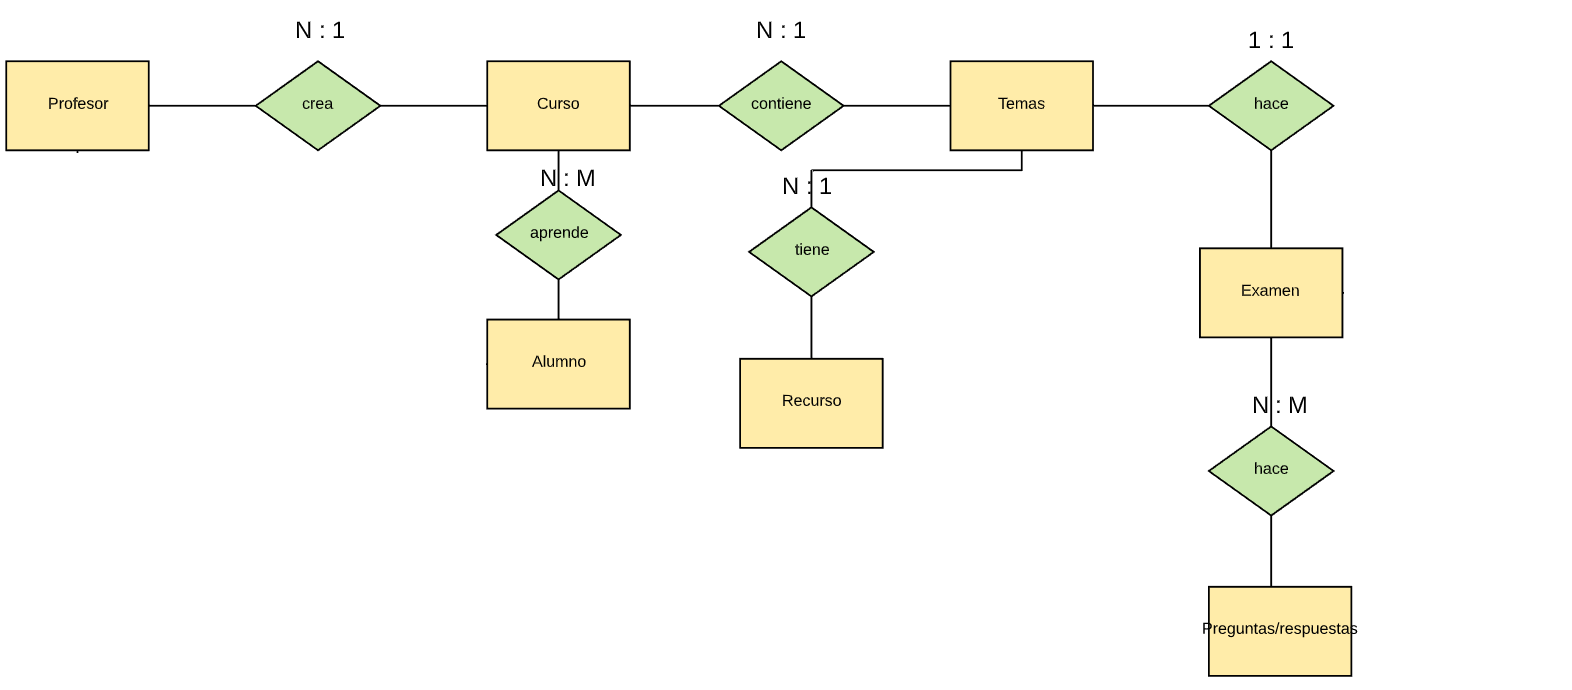 N : 1
N : 1
1 : 1
Profesor
crea
Curso
contiene
Temas
hace
N : M
N : 1
aprende
tiene
Examen
Alumno
Recurso
N : M
hace
Preguntas/respuestas